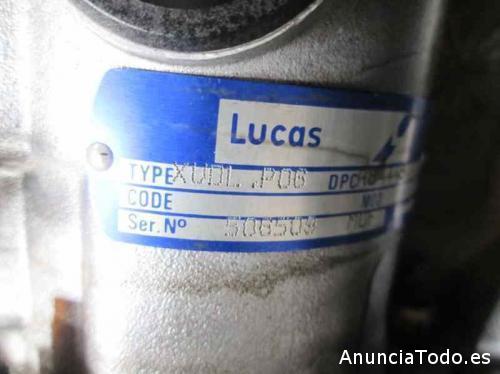 Lucas
TYPE XUDL .P06 DPC
CODE
Ser.Nº 506509
AnunciaTodo.es